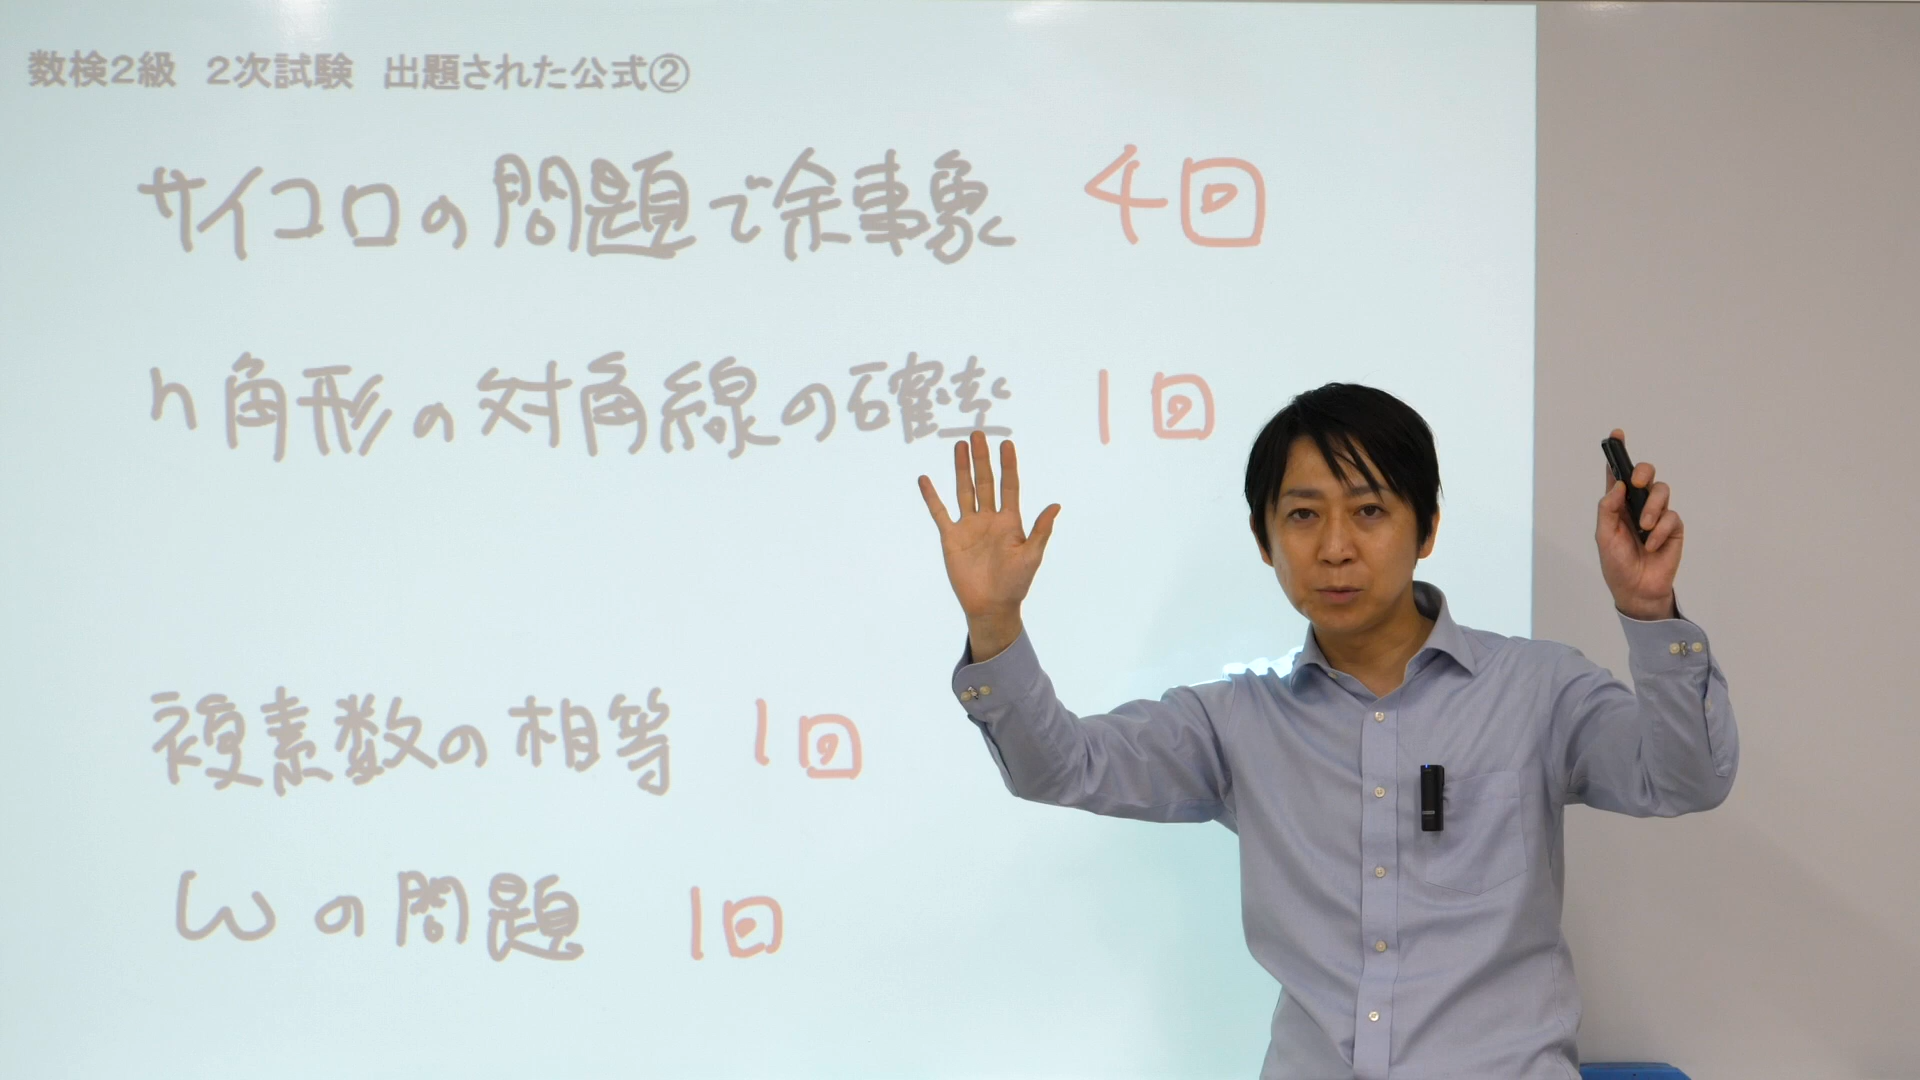 数検2級 2次試験 出題された公式②
サイコロの問題で余事象 4回
n角形の対角線の確率 1回
複素数の相等 1回
ωの問題 1回